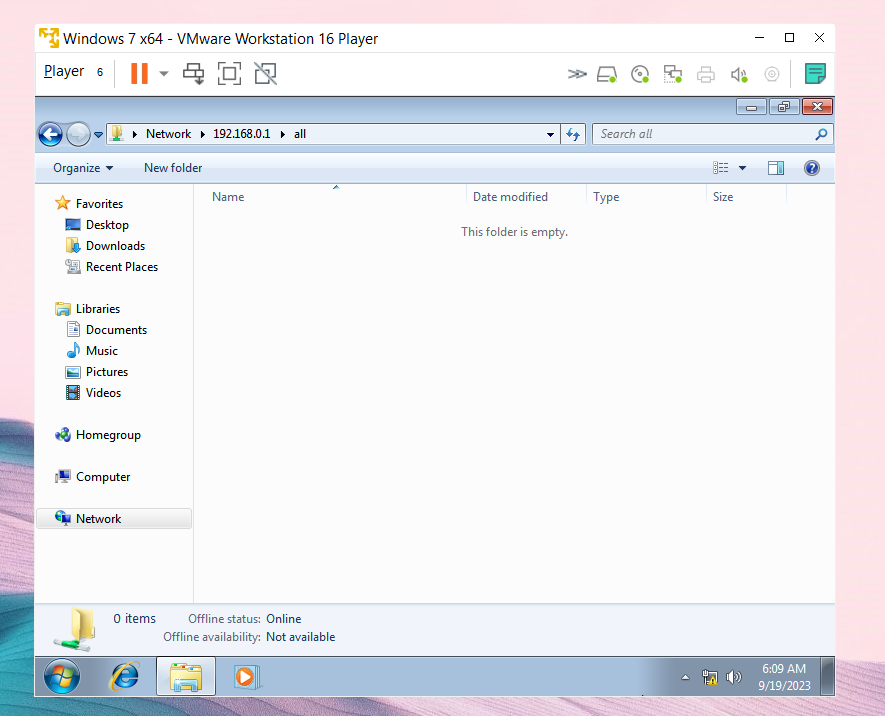 Windows 7 x64 - VMware Workstation 16 Player
Player 6
Network 192.168.0.1 all
Search all
Organize New folder
Name Date modified Type Size
This folder is empty.
Favorites
Desktop
Downloads
Recent Places
Libraries
Documents
Music
Pictures
Videos
Homegroup
Computer
Network
0 items Offline status: Online
Offline availability: Not available
6:09 AM
9/19/2023